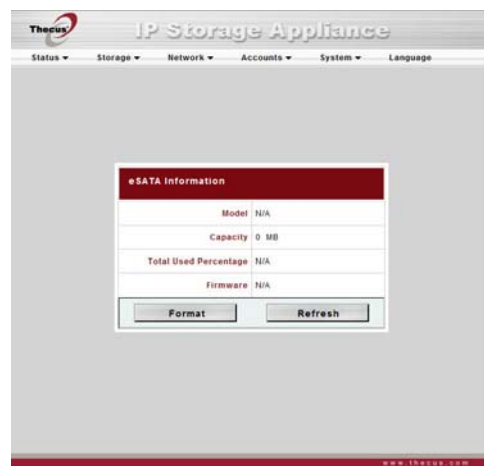 Thecus
IP Storage Appliance
Status Storage Network Accounts System Language
eSATA Information
Model N/A
Capacity 0 MB
Total Used Percentage N/A
Firmware N/A
Format Refresh
www.thecus.com